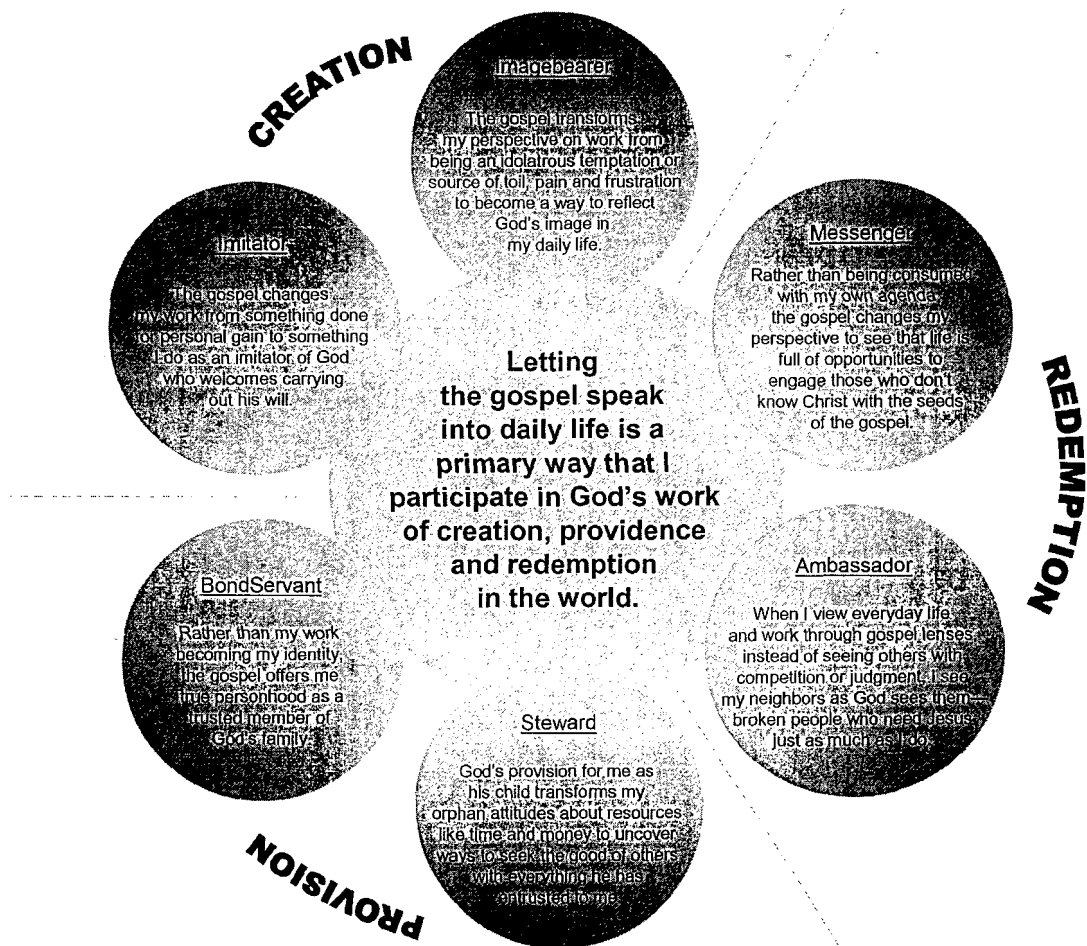 CREATION
Imagebearer
The gospel transforms
my perspective on work from
being an idolatrous temptation or
source of toil, pain and frustration
to become a way to reflect
God's image in
my daily life.
Imitator
The gospel changes
my work from something done
for personal gain to something
I do as an imitator of God
who welcomes carrying
out his will.
Messenger
Rather than being consumed
with my own agenda
the gospel changes my
perspective to see that life is
full of opportunities to
engage those who don't
know Christ with the seeds
of the gospel.
Letting
the gospel speak
into daily life is a
primary way that I
participate in God's work
of creation, providence
and redemption
in the world.
REDEMPTION
BondServant
Rather than my work
becoming my identity,
the gospel offers me
true personhood as a
trusted member of
God's family.
Ambassador
When I view everyday life
and work through gospel lenses
instead of seeing others with
competition or judgment, I see
my neighbors as God sees them—
broken people who need Jesus
just as much as I do.
Steward
God's provision for me as
his child transforms my
orphan attitudes about resources
like time and money to uncover
ways to seek the good of others
with everything he has
entrusted to me.
PROVISION